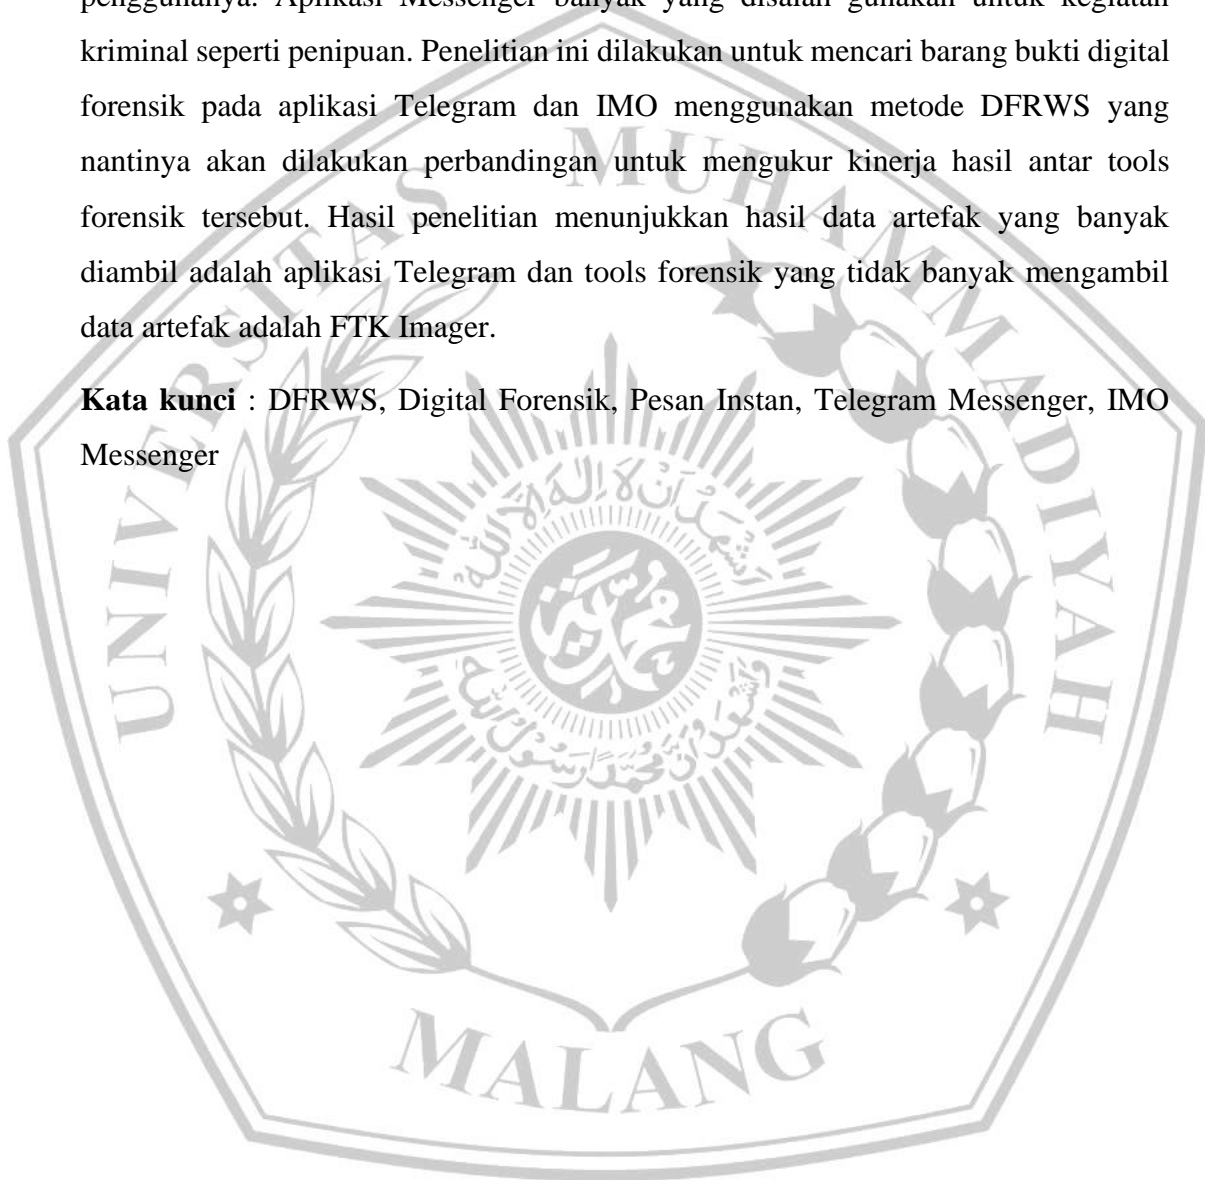 penggunanya. Aplikasi Messenger banyak yang disalah gunakan untuk kegiatan
kriminal seperti penipuan. Penelitian ini dilakukan untuk mencari barang bukti digital
forensik pada aplikasi Telegram dan IMO menggunakan metode DFRWS yang
nantinya akan dilakukan perbandingan untuk mengukur kinerja hasil antar tools
forensik tersebut. Hasil penelitian menunjukkan hasil data artefak yang banyak
diambil adalah aplikasi Telegram dan tools forensik yang tidak banyak mengambil
data artefak adalah FTK Imager.
Kata kunci : DFRWS, Digital Forensik, Pesan Instan, Telegram Messenger, IMO
Messenger
UNIVERSITAS MUHAMMADIYAH
MALANG